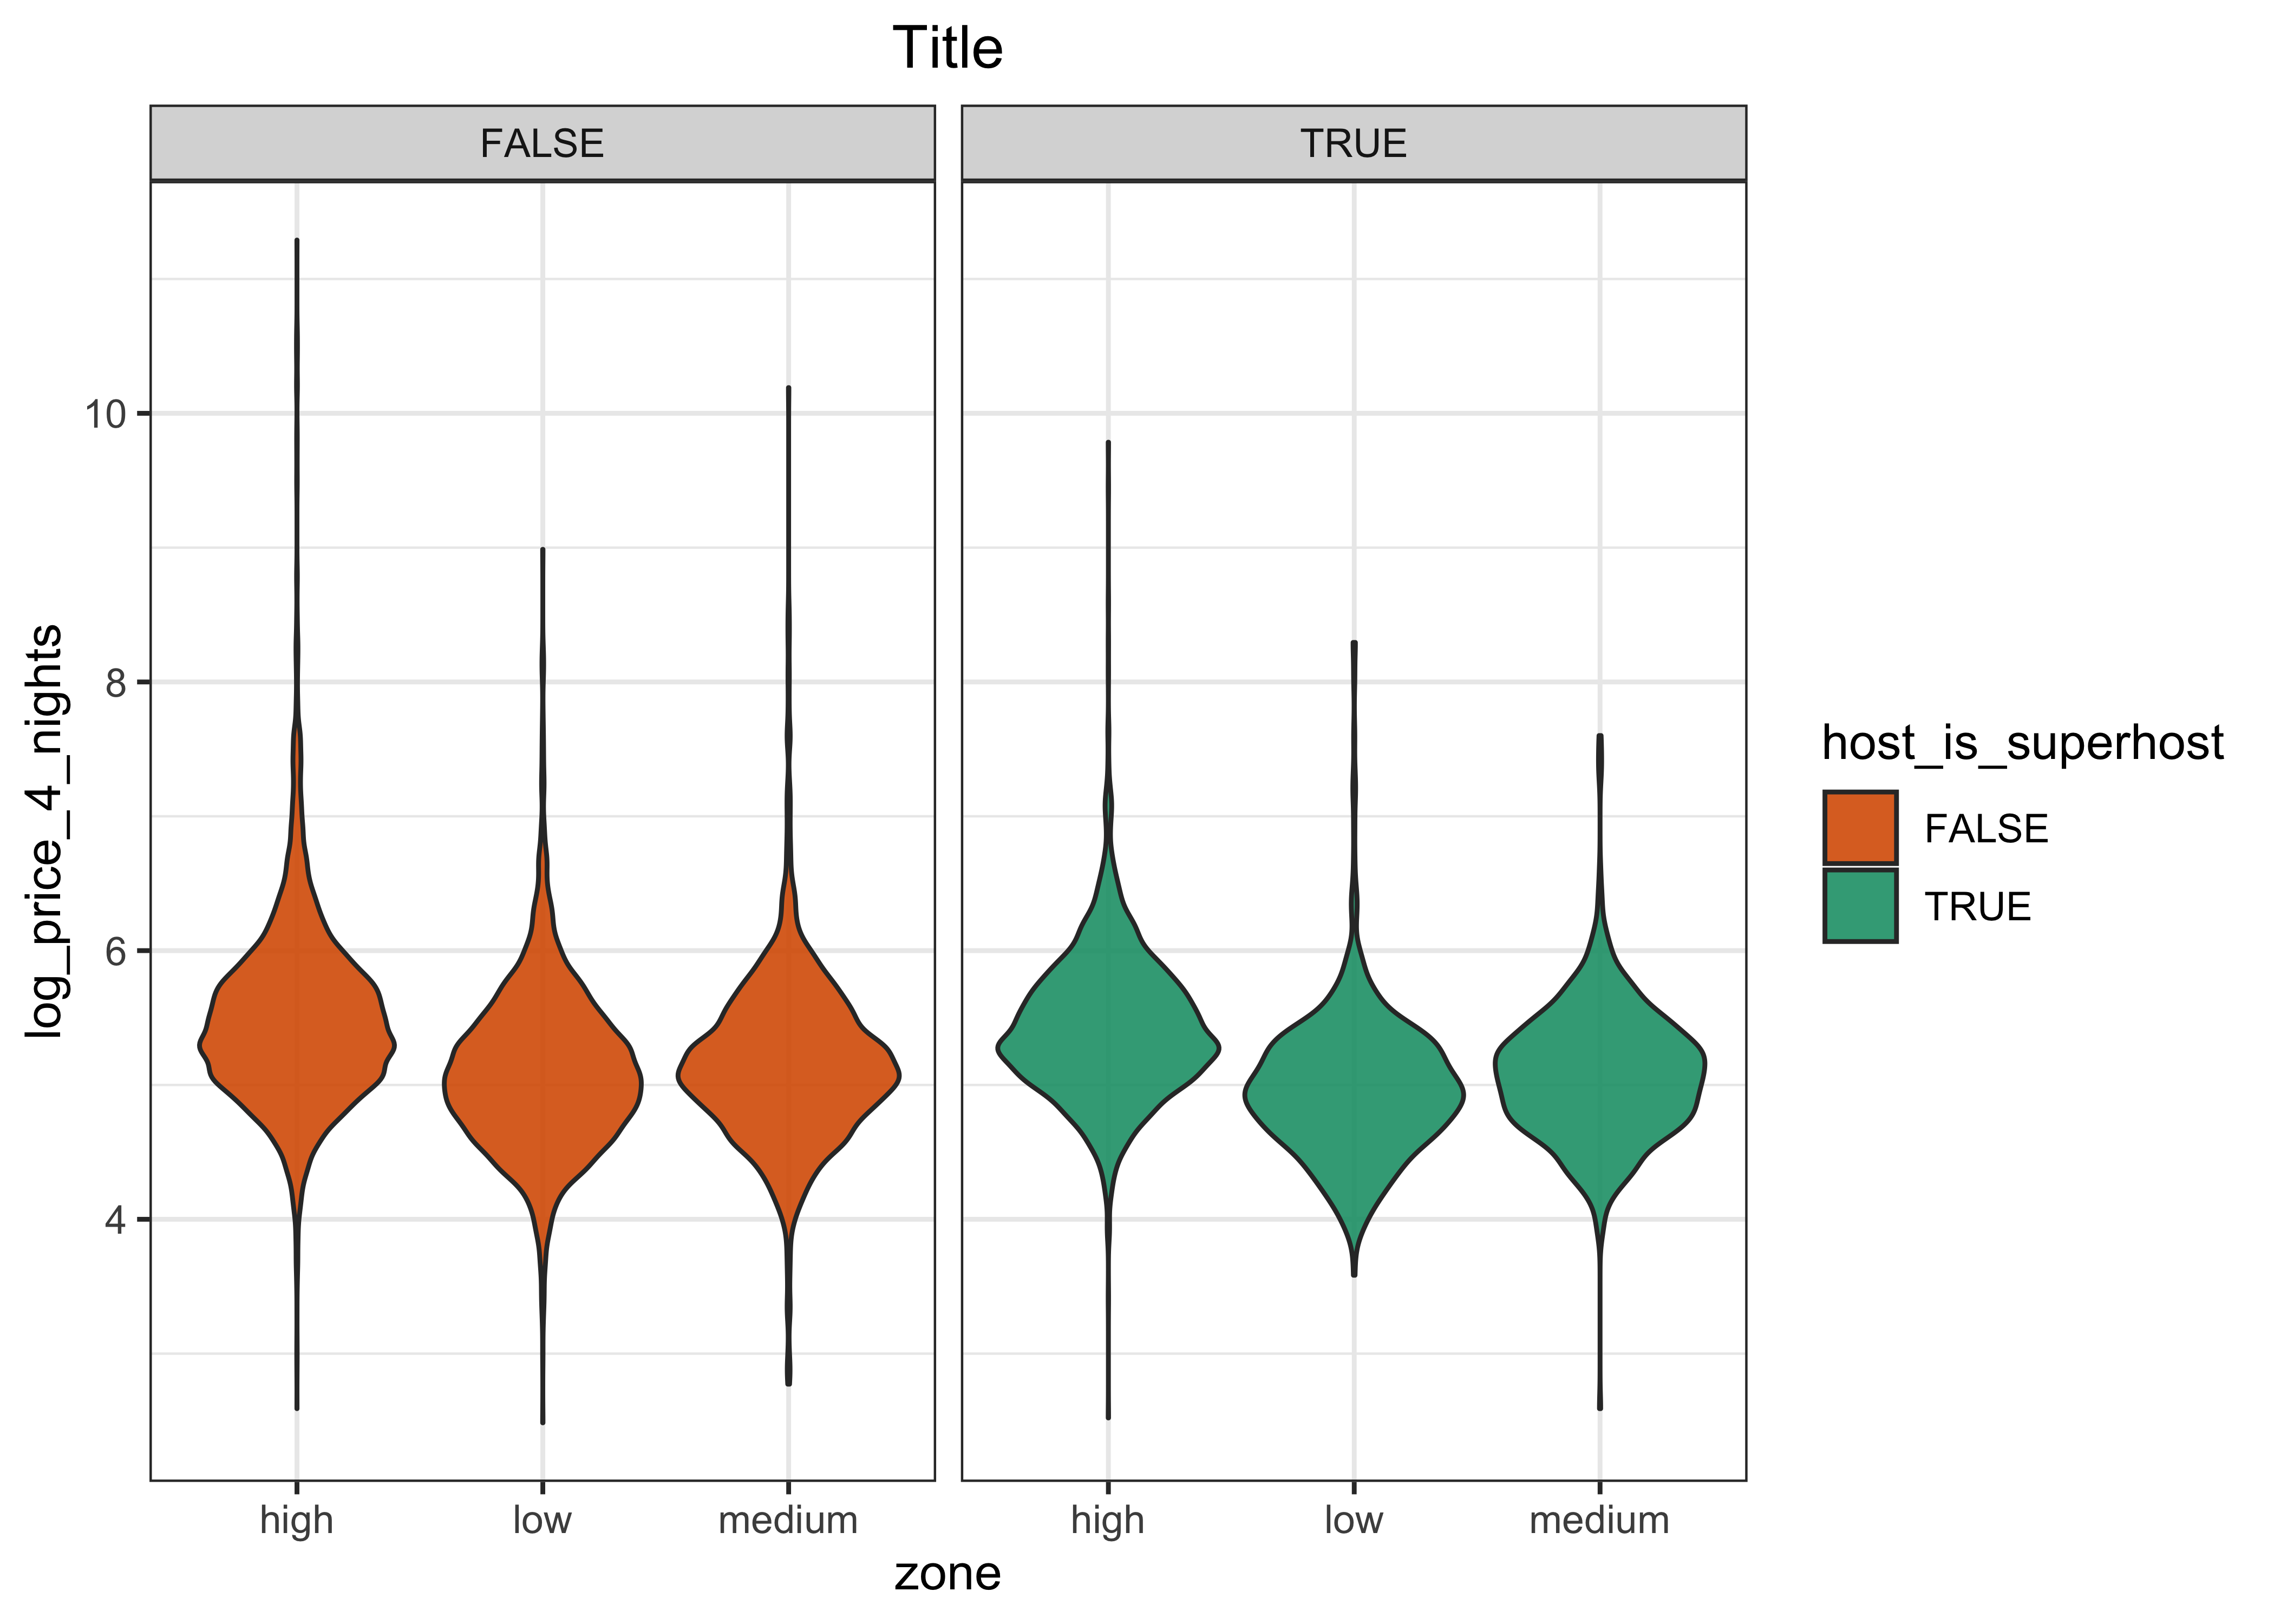 Title
FALSE
TRUE
log_price_4_nights
10
8
6
4
high
low
medium
high
low
medium
zone
host_is_superhost
FALSE
TRUE